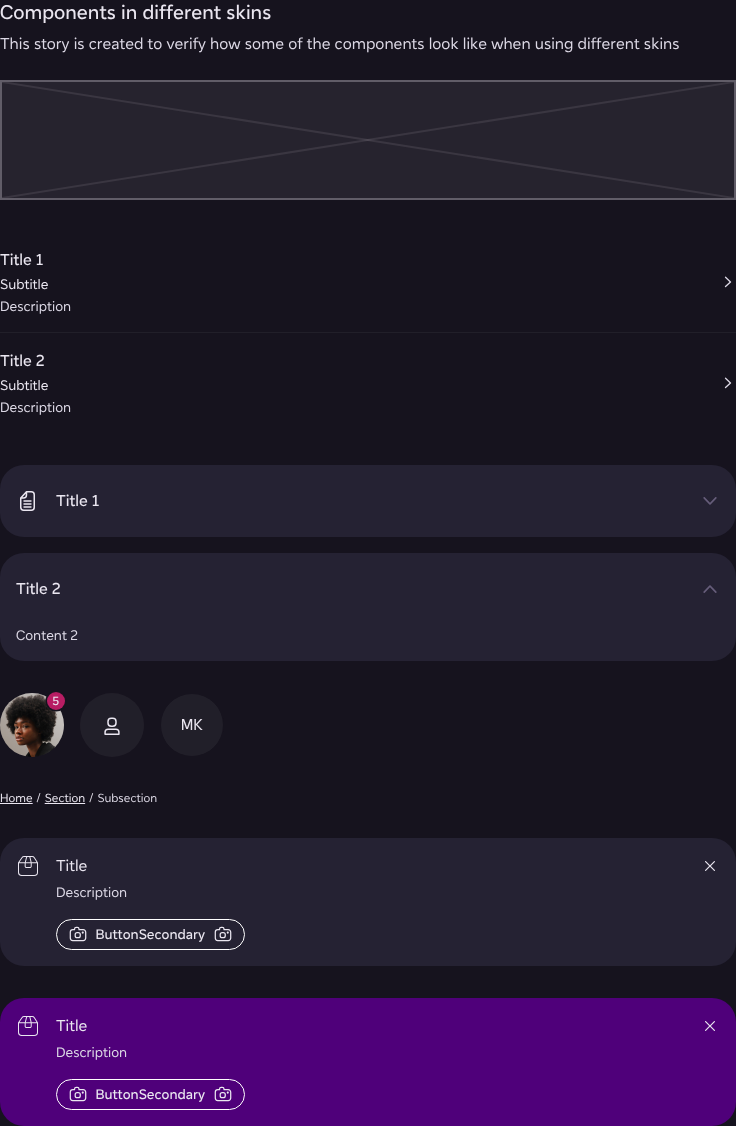 Components in different skins
This story is created to verify how some of the components look like when using different skins
Title 1
Subtitle
Description
Title 2
Subtitle
Description
Title 1
Title 2
Content 2
5
MK
Home / Section / Subsection
Title
Description
ButtonSecondary
Title
Description
ButtonSecondary